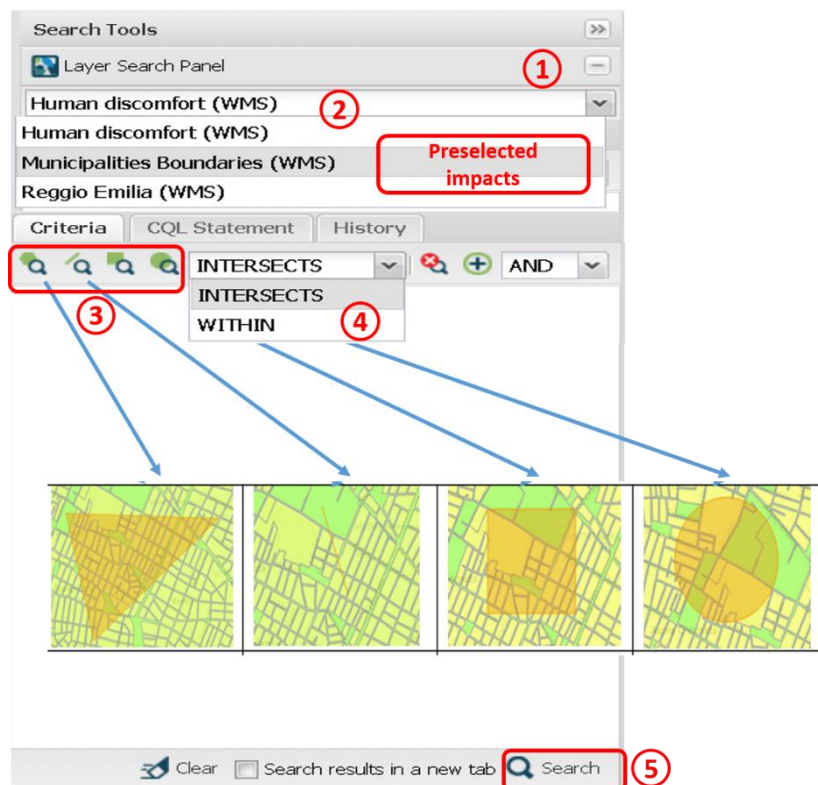 Search Tools
Layer Search Panel
1
Human discomfort (WMS)
2
Human discomfort (WMS)
Municipalities Boundaries (WMS)
Preselected
impacts
Reggio Emilia (WMS)
Criteria CQL Statement History
INTERSECTS AND
INTERSECTS
3
WITHIN
4
Clear Search results in a new tab Search
5